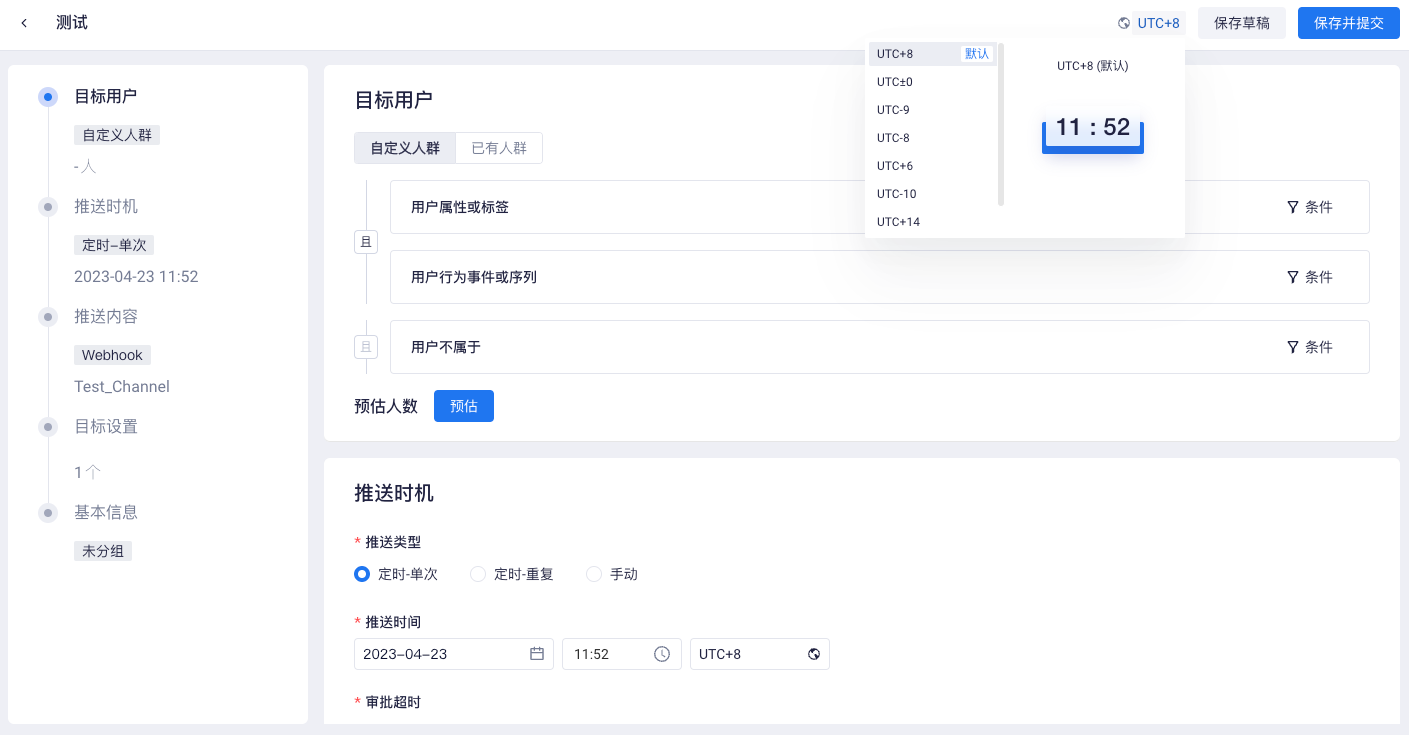 测试
UTC+8
保存草稿
保存并提交
UTC+8 默认
UTC±0
UTC-9
UTC-8
UTC+6
UTC-10
UTC+14
UTC+8 (默认)
11 : 52
目标用户
自定义人群
-人
推送时机
定时-单次
2023-04-23 11:52
推送内容
Webhook
Test_Channel
目标设置
1个
基本信息
未分组
目标用户
自定义人群 已有人群
且
用户属性或标签 条件
用户行为事件或序列 条件
且
用户不属于 条件
预估人数 预估
推送时机
* 推送类型
定时-单次 定时-重复 手动
* 推送时间
2023-04-23 11:52 UTC+8
* 审批超时